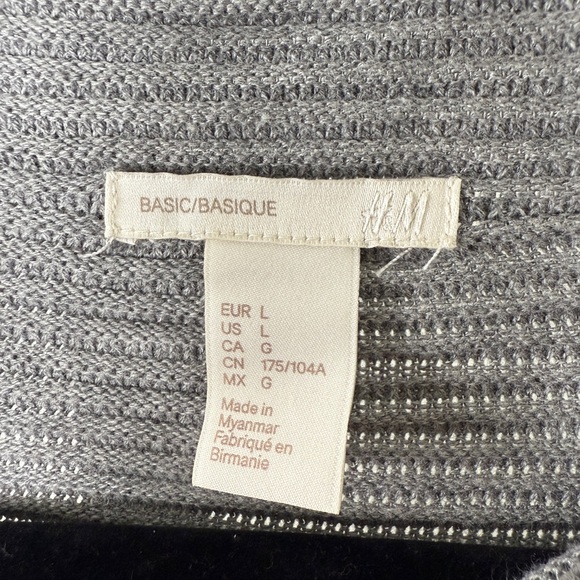 BASIC/BASIQUE H&M
EUR L
US L
CA G
CN 175/104A
MX G
Made in
Myanmar
Fabriqué en
Birmanie